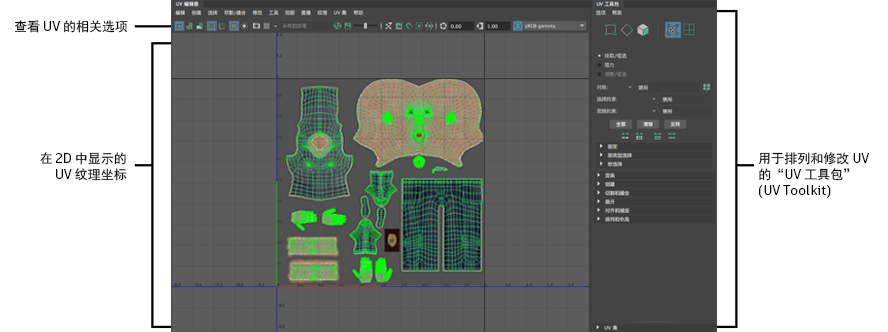 查看 UV 的相关选项
在 2D 中显示的
UV 纹理坐标
UV 编辑器
编辑 创建 选择 切割/缝合 修改 工具 视图 图像 纹理 UV 集 帮助
0.00
1.00
sRGB gamma
UV 工具包
选项 帮助
拾取/框选
阻力
调整/框选
对称: 禁用
选择约束: 禁用
变换约束: 禁用
全部 清除 反转
固定
按类型选择
软选择
变换
创建
切割和缝合
展开
对齐和捕捉
排列和布局
UV 集
用于排列和修改 UV
的“UV 工具包”
(UV Toolkit)